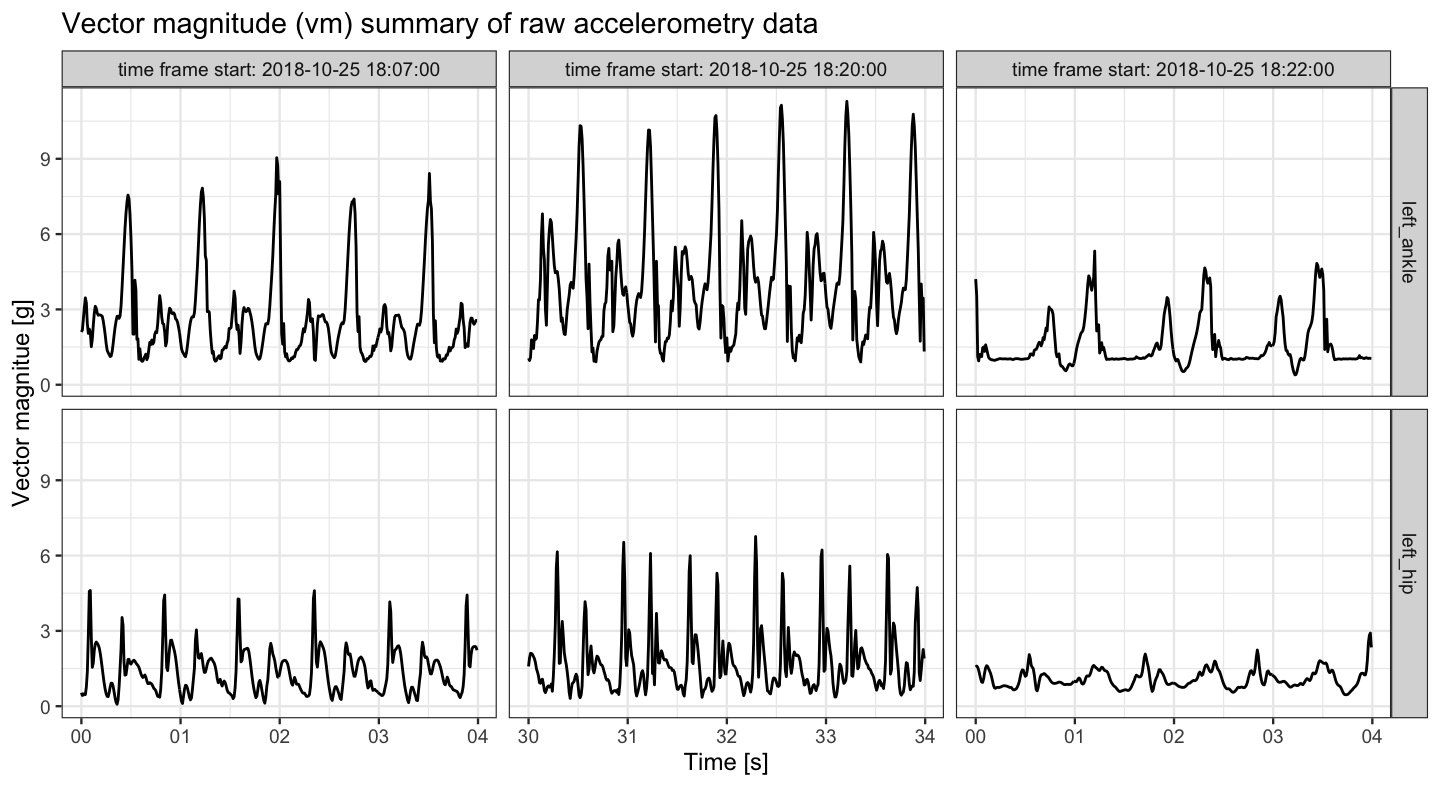 Vector magnitude (vm) summary of raw accelerometry data
time frame start: 2018-10-25 18:07:00
time frame start: 2018-10-25 18:20:00
time frame start: 2018-10-25 18:22:00
Vector magnitue [g]
9
6
3
0
left_ankle
9
6
3
0
left_hip
00 01 02 03 04
30 31 32 33 34
00 01 02 03 04
Time [s]